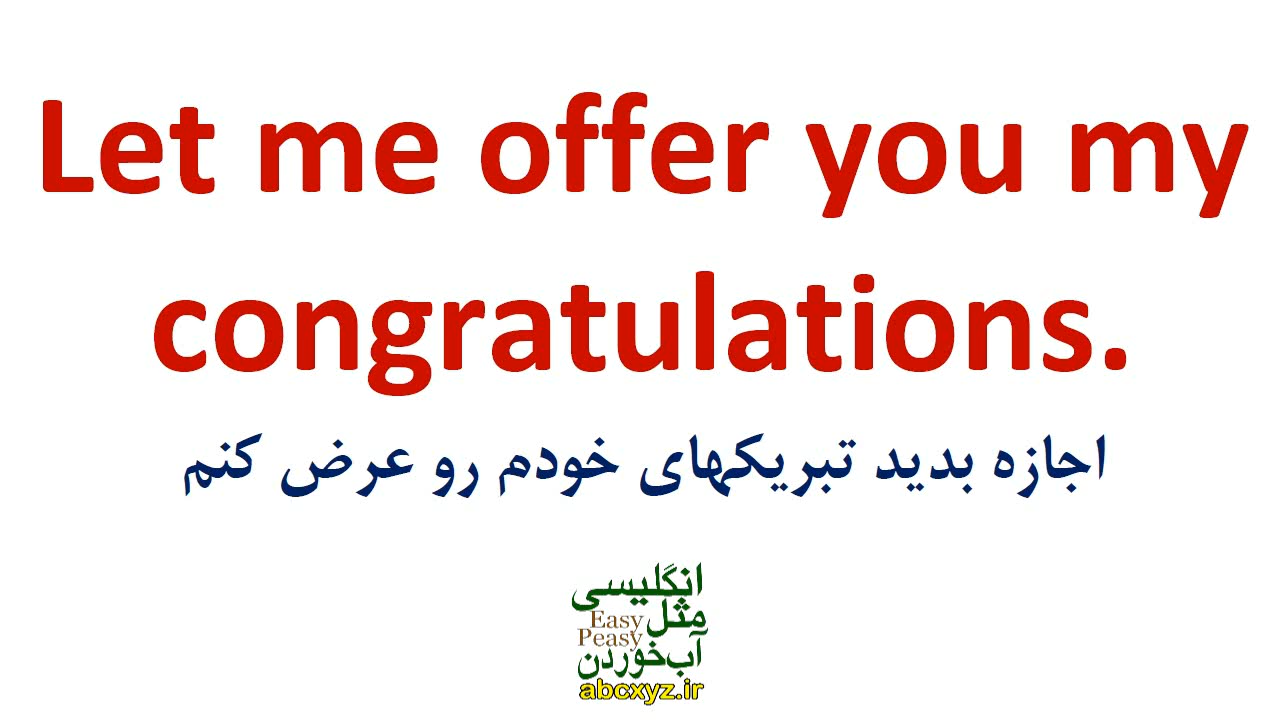 Let me offer you my
congratulations.
اجازه بدید تبریکهای خودم رو عرض کنم
انگلیسی
مثل
Easy
Peasy
آب‌خوردن
abcxyz.ir